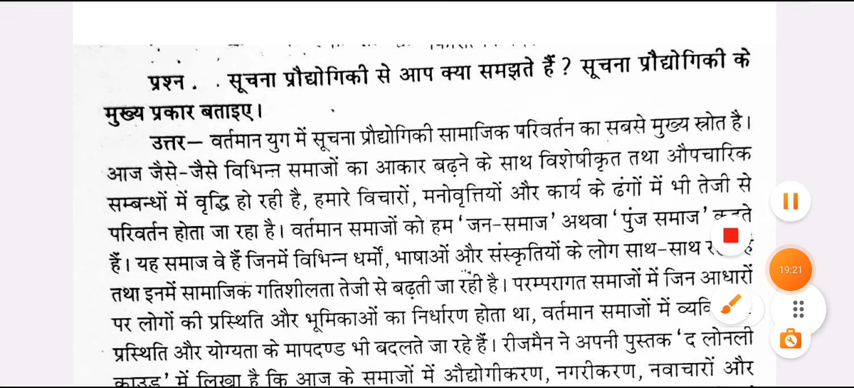 प्रश्न. . सूचना प्रौद्योगिकी से आप क्या समझते हैं ? सूचना प्रौद्योगिकी के
मुख्य प्रकार बताइए।
उत्तर— वर्तमान युग में सूचना प्रौद्योगिकी सामाजिक परिवर्तन का सबसे मुख्य स्रोत है।
आज जैसे-जैसे विभिन्न समाजों का आकार बढ़ने के साथ विशेषीकृत तथा औपचारिक
सम्बन्धों में वृद्धि हो रही है, हमारे विचारों, मनोवृत्तियों और कार्य के ढंगों में भी तेजी से
परिवर्तन होता जा रहा है। वर्तमान समाजों को हम ‘जन-समाज’ अथवा ‘पुंज समाज’ कहते
हैं। यह समाज वे हैं जिनमें विभिन्न धर्मों, भाषाओं और संस्कृतियों के लोग साथ-साथ
तथा इनमें सामाजिक गतिशीलता तेजी से बढ़ती जा रही है। परम्परागत समाजों में जिन आधारों
पर लोगों की प्रस्थिति और भूमिकाओं का निर्धारण होता था, वर्तमान समाजों में
प्रस्थिति और योग्यता के मापदण्ड भी बदलते जा रहे हैं। रीजमैन ने अपनी पुस्तक ‘द लोनली
क्राउड’ में लिखा है कि आज के समाजों में औद्योगीकरण, नगरीकरण, नवाचारों और
19:21